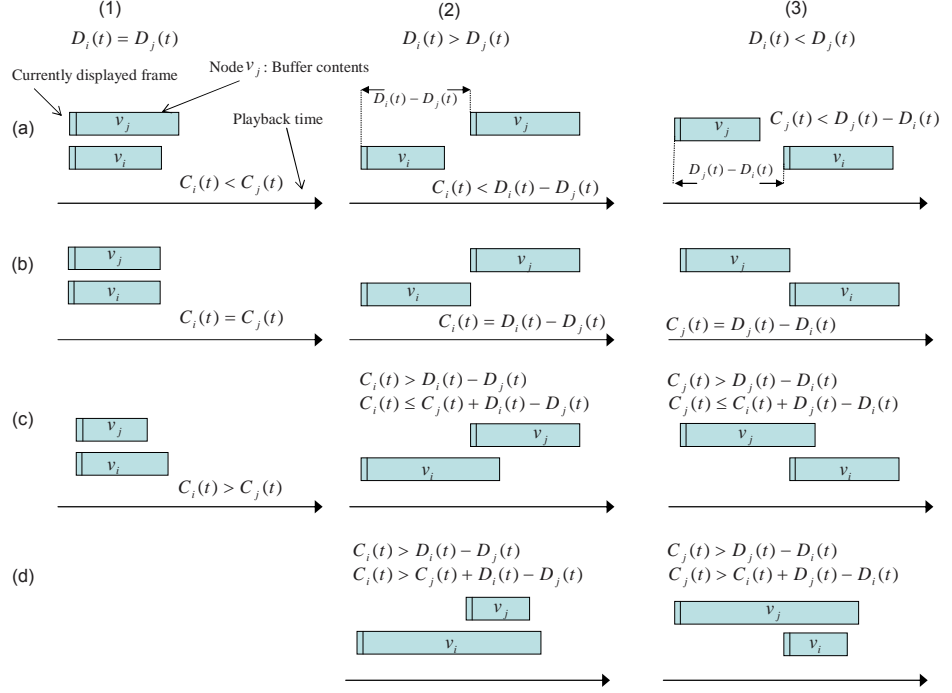 (1) (2) (3)
D_i(t) = D_j(t) D_i(t) > D_j(t) D_i(t) < D_j(t)
Currently displayed frame
Node v_j : Buffer contents
Playback time
(a)
v_j
v_i
C_i(t) < C_j(t)
D_i(t) − D_j(t)
v_j
v_i
C_i(t) < D_i(t) − D_j(t)
v_j
C_j(t) < D_j(t) − D_i(t)
v_i
D_j(t) − D_i(t)
(b)
v_j
v_i
C_i(t) = C_j(t)
v_j
v_i
C_i(t) = D_i(t) − D_j(t)
v_j
v_i
C_j(t) = D_j(t) − D_i(t)
(c)
v_j
v_i
C_i(t) > C_j(t)
C_i(t) > D_i(t) − D_j(t)
C_i(t) ≤ C_j(t) + D_i(t) − D_j(t)
v_j
v_i
C_j(t) > D_j(t) − D_i(t)
C_j(t) ≤ C_i(t) + D_j(t) − D_i(t)
v_j
v_i
(d)
C_i(t) > D_i(t) − D_j(t)
C_i(t) > C_j(t) + D_i(t) − D_j(t)
v_j
v_i
C_j(t) > D_j(t) − D_i(t)
C_j(t) > C_i(t) + D_j(t) − D_i(t)
v_j
v_i